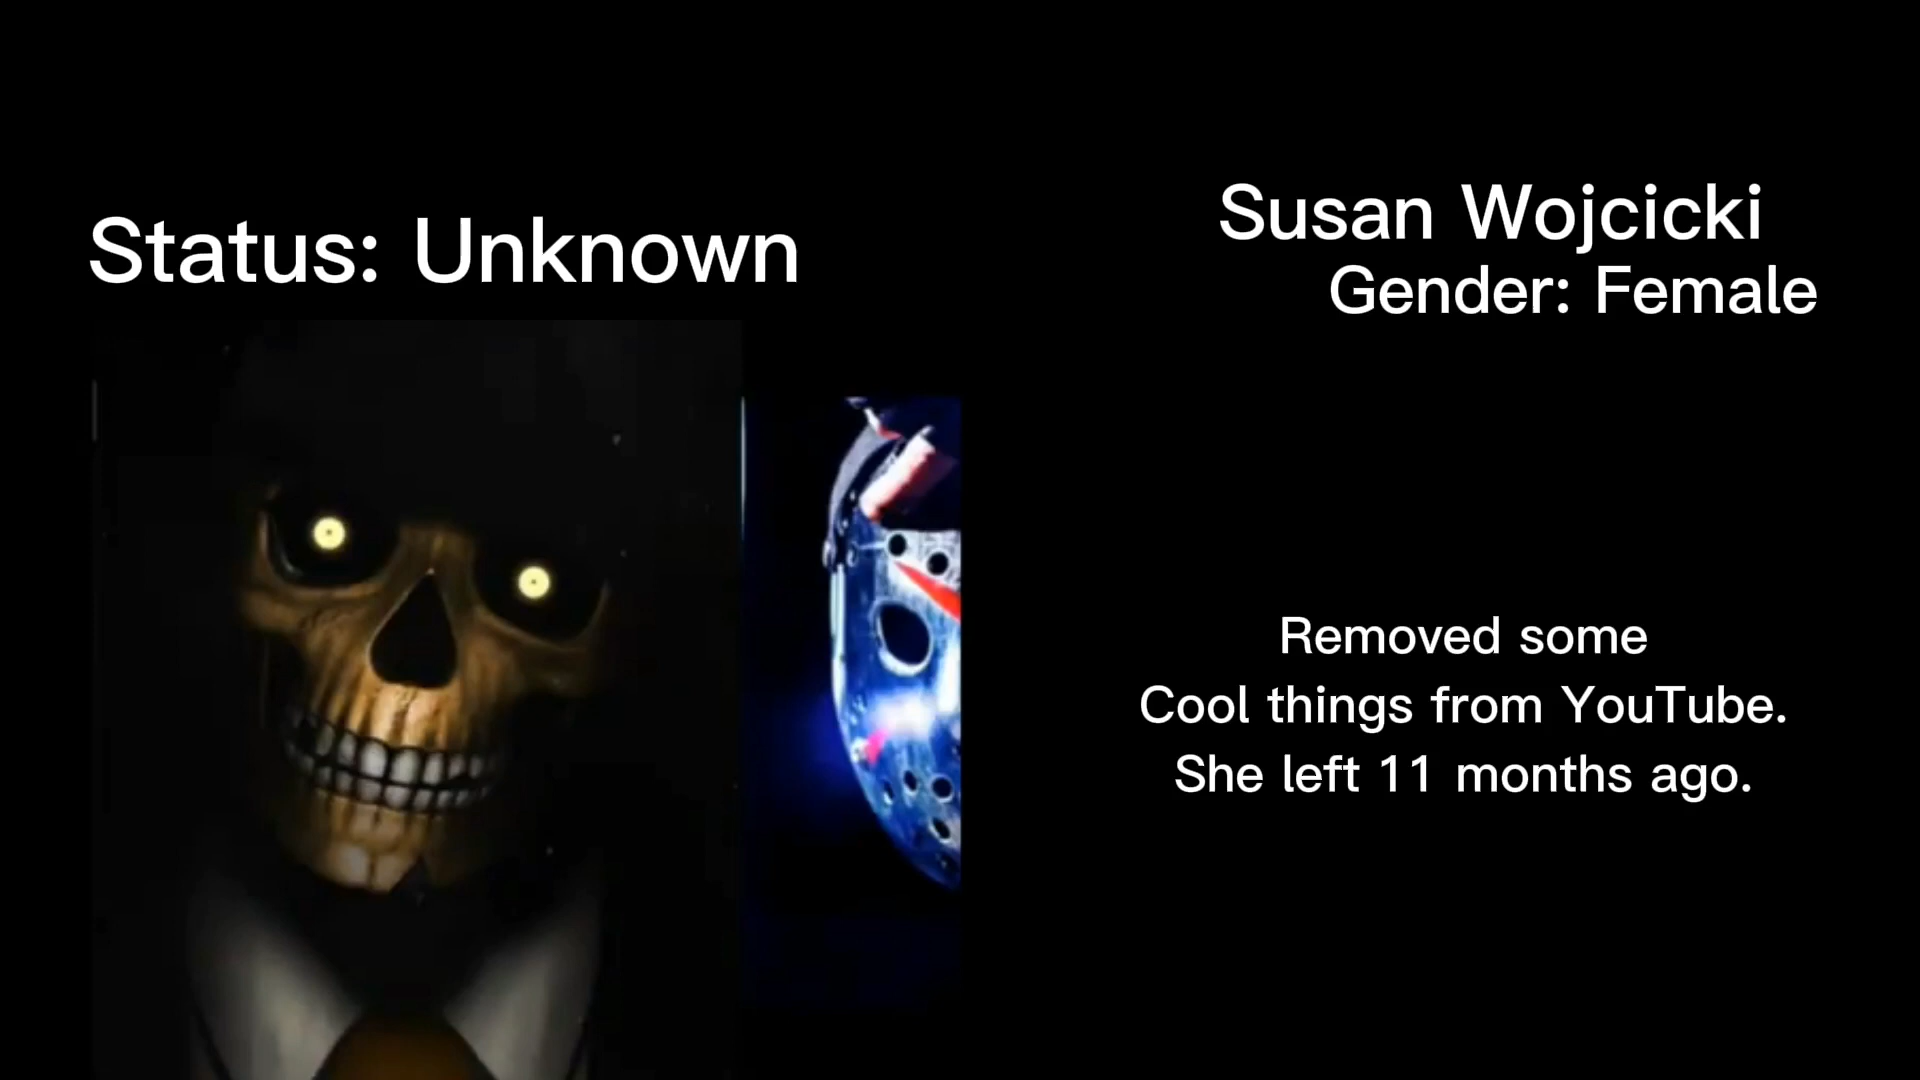 Status: Unknown
Susan Wojcicki
Gender: Female
Removed some
Cool things from YouTube.
She left 11 months ago.